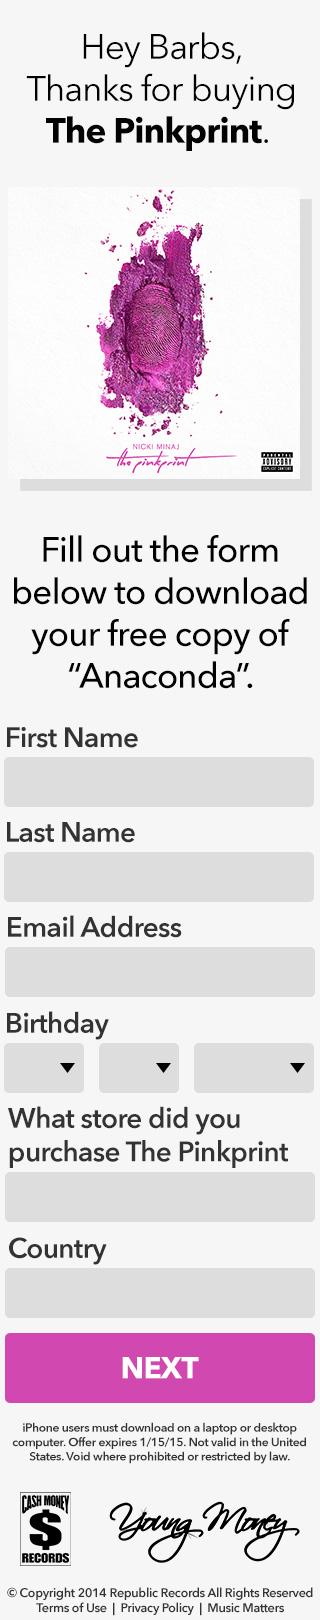 Hey Barbs,
Thanks for buying
The Pinkprint.
NICKI MINAJ
the pinkprint
PARENTAL
ADVISORY
EXPLICIT CONTENT
Fill out the form
below to download
your free copy of
“Anaconda”.
First Name
Last Name
Email Address
Birthday
What store did you
purchase The Pinkprint
Country
NEXT
iPhone users must download on a laptop or desktop
computer. Offer expires 1/15/15. Not valid in the United
States. Void where prohibited or restricted by law.
CASH MONEY
$
RECORDS
Young Money
© Copyright 2014 Republic Records All Rights Reserved
Terms of Use | Privacy Policy | Music Matters